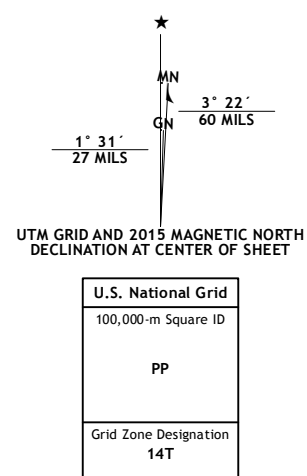 ★
MN
3° 22´
GN
60 MILS
1° 31´
27 MILS
UTM GRID AND 2015 MAGNETIC NORTH
DECLINATION AT CENTER OF SHEET
U.S. National Grid
100,000-m Square ID
PP
Grid Zone Designation
14T